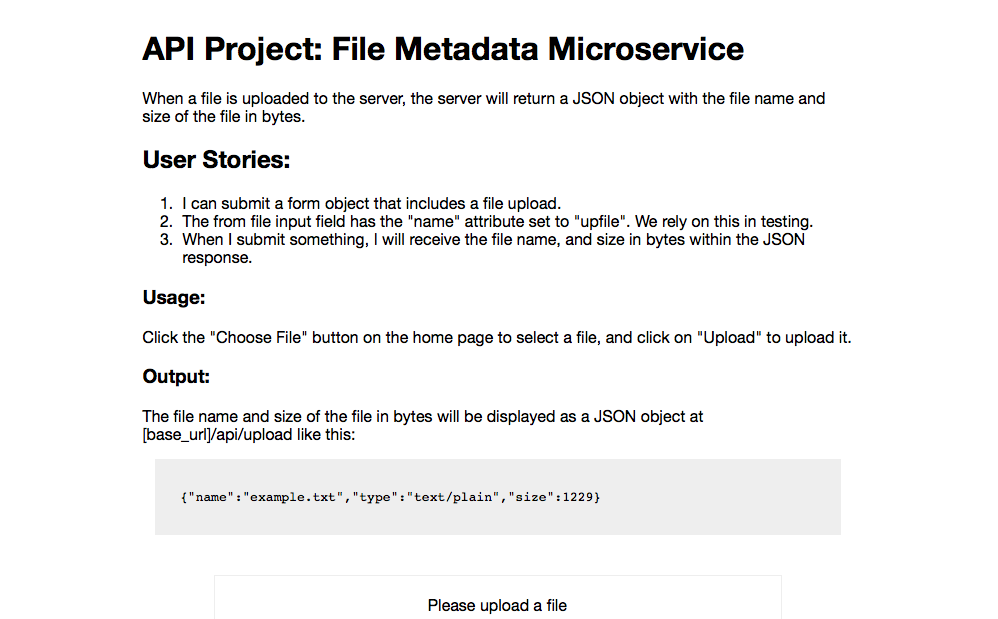 API Project: File Metadata Microservice
When a file is uploaded to the server, the server will return a JSON object with the file name and
size of the file in bytes.
User Stories:
1. I can submit a form object that includes a file upload.
2. The from file input field has the "name" attribute set to "upfile". We rely on this in testing.
3. When I submit something, I will receive the file name, and size in bytes within the JSON
response.
Usage:
Click the "Choose File" button on the home page to select a file, and click on "Upload" to upload it.
Output:
The file name and size of the file in bytes will be displayed as a JSON object at
[base_url]/api/upload like this:
{"name":"example.txt","type":"text/plain","size":1229}
Please upload a file